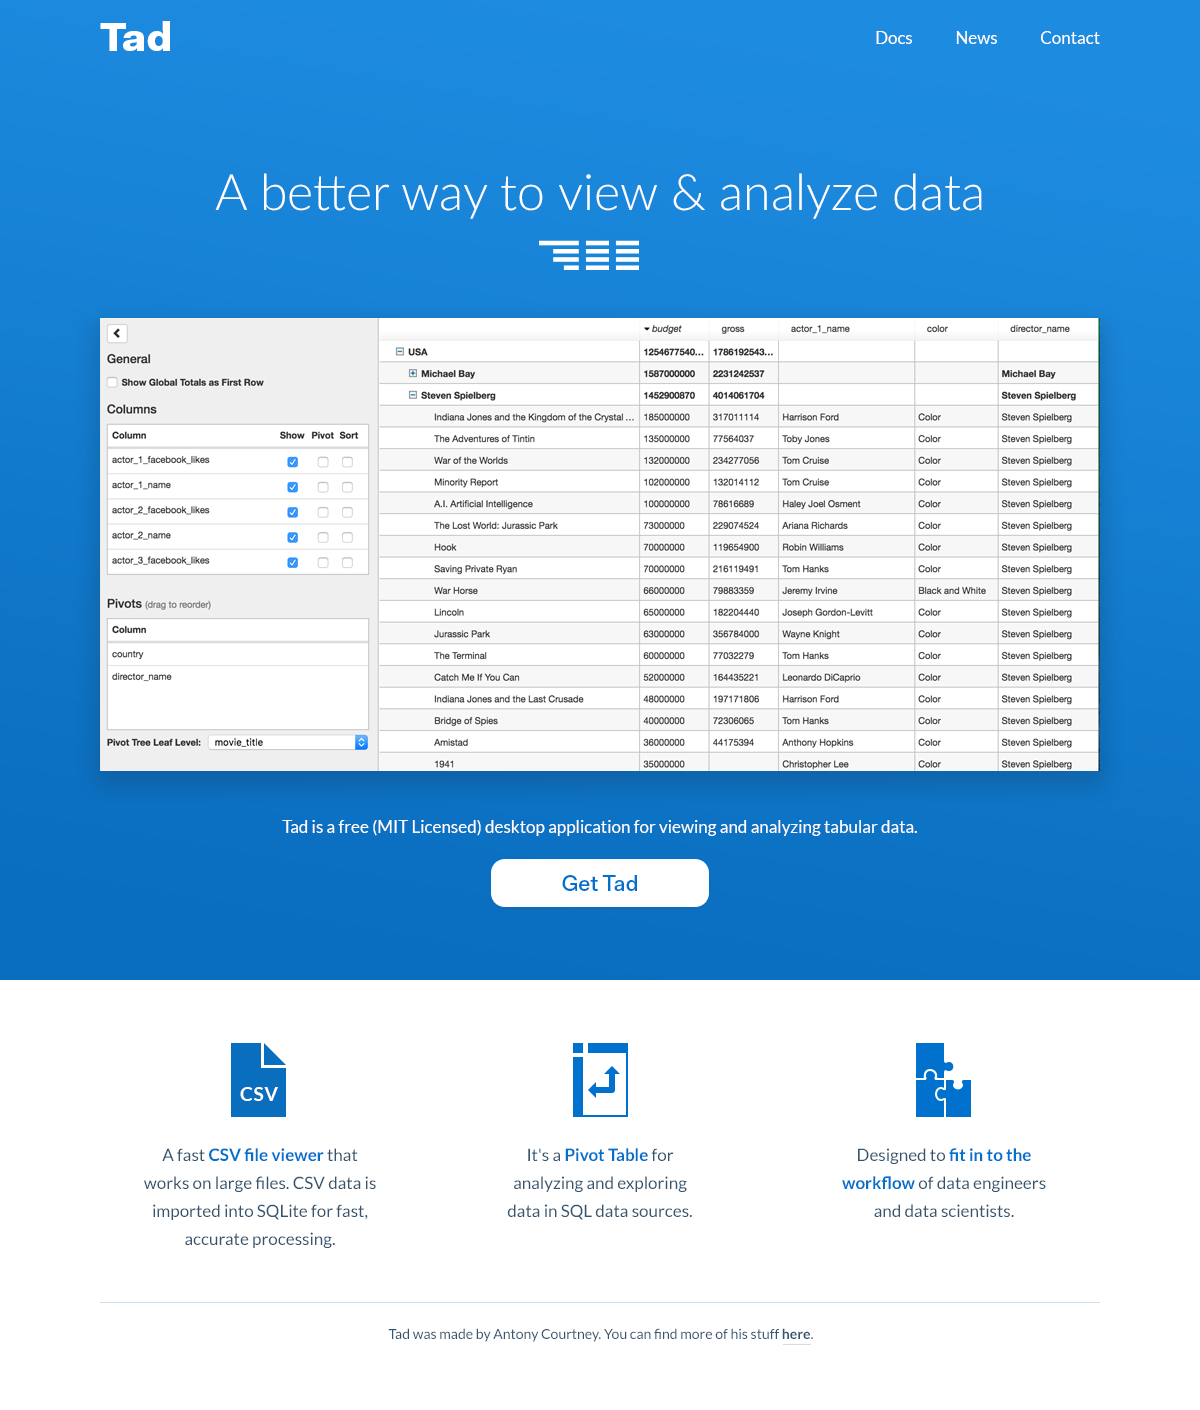 Tad
Docs News Contact
A better way to view & analyze data
General
Show Global Totals as First Row
Columns
Column Show Pivot Sort
actor_1_facebook_likes
actor_1_name
actor_2_facebook_likes
actor_2_name
actor_3_facebook_likes
Pivots (drag to reorder)
Column
country
director_name
Pivot Tree Leaf Level: movie_title
budget gross actor_1_name color director_name
USA 1254677540... 1786192543...
Michael Bay 1587000000 2231242537 Michael Bay
Steven Spielberg 1452900870 4014061704 Steven Spielberg
Indiana Jones and the Kingdom of the Crystal ... 185000000 317011114 Harrison Ford Color Steven Spielberg
The Adventures of Tintin 135000000 77564037 Toby Jones Color Steven Spielberg
War of the Worlds 132000000 234277056 Tom Cruise Color Steven Spielberg
Minority Report 102000000 132014112 Tom Cruise Color Steven Spielberg
A.I. Artificial Intelligence 100000000 78616689 Haley Joel Osment Color Steven Spielberg
The Lost World: Jurassic Park 73000000 229074524 Ariana Richards Color Steven Spielberg
Hook 70000000 119654900 Robin Williams Color Steven Spielberg
Saving Private Ryan 70000000 216119491 Tom Hanks Color Steven Spielberg
War Horse 66000000 79883359 Jeremy Irvine Black and White Steven Spielberg
Lincoln 65000000 182204440 Joseph Gordon-Levitt Color Steven Spielberg
Jurassic Park 63000000 356784000 Wayne Knight Color Steven Spielberg
The Terminal 60000000 77032279 Tom Hanks Color Steven Spielberg
Catch Me If You Can 52000000 164435221 Leonardo DiCaprio Color Steven Spielberg
Indiana Jones and the Last Crusade 48000000 197171806 Harrison Ford Color Steven Spielberg
Bridge of Spies 40000000 72306065 Tom Hanks Color Steven Spielberg
Amistad 36000000 44175394 Anthony Hopkins Color Steven Spielberg
1941 35000000 Christopher Lee Color Steven Spielberg
Tad is a free (MIT Licensed) desktop application for viewing and analyzing tabular data.
Get Tad
CSV
A fast CSV file viewer that
works on large files. CSV data is
imported into SQLite for fast,
accurate processing.
It's a Pivot Table for
analyzing and exploring
data in SQL data sources.
Designed to fit in to the
workflow of data engineers
and data scientists.
Tad was made by Antony Courtney. You can find more of his stuff here.